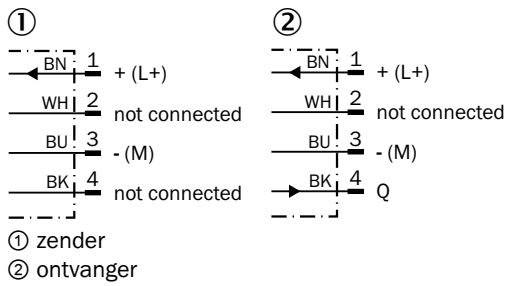 ① ②
BN 1 + (L+) BN 1 + (L+)
WH 2 not connected WH 2 not connected
BU 3 - (M) BU 3 - (M)
BK 4 not connected BK 4 Q
① zender
② ontvanger